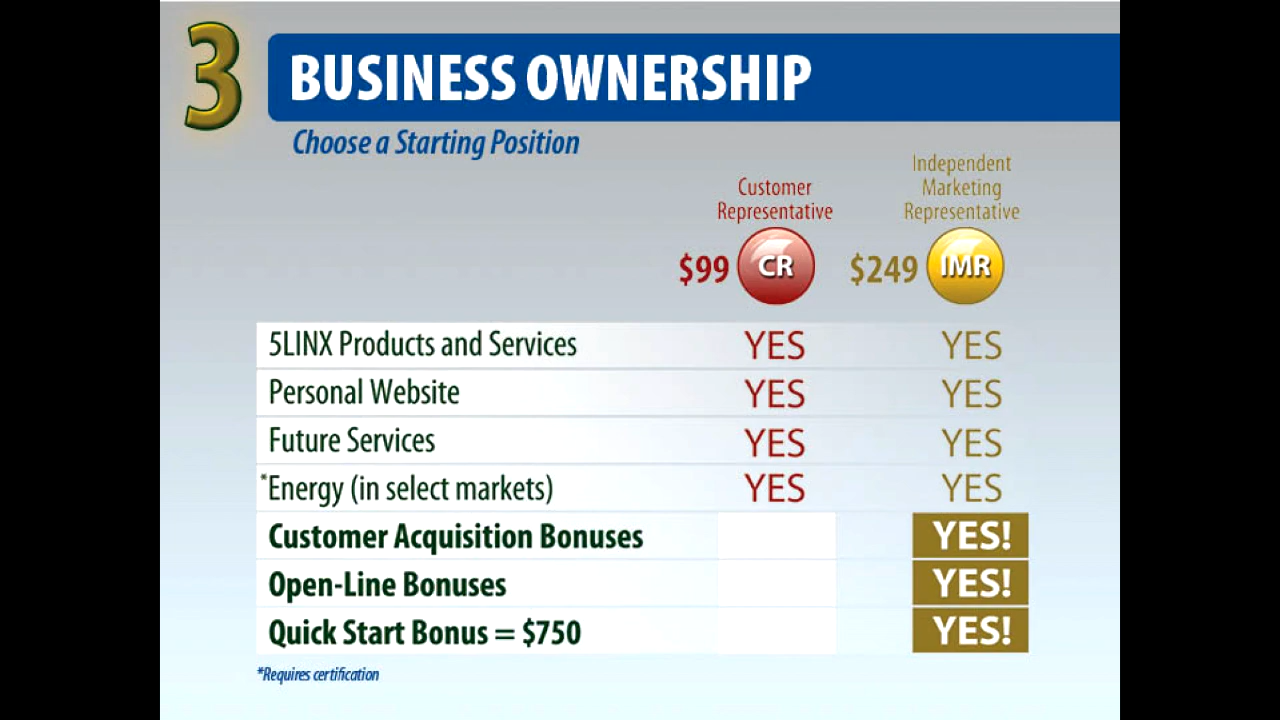 3
BUSINESS OWNERSHIP
Choose a Starting Position
Customer
Representative
Independent
Marketing
Representative
$99 CR $249 IMR
5LINX Products and Services YES YES
Personal Website YES YES
Future Services YES YES
*Energy (in select markets) YES YES
Customer Acquisition Bonuses YES!
Open-Line Bonuses YES!
Quick Start Bonus = $750 YES!
*Requires certification